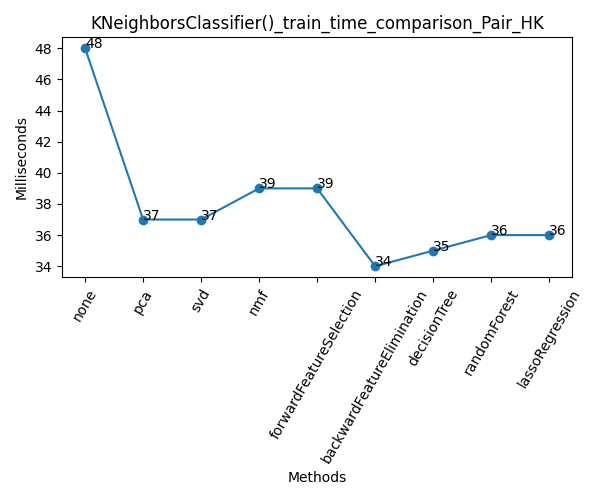 KNeighborsClassifier()_train_time_comparison_Pair_HK
Milliseconds
48
46
44
42
40
38
36
34
48
37
37
39
39
34
35
36
36
none
pca
svd
nmf
forwardFeatureSelection
backwardFeatureElimination
decisionTree
randomForest
lassoRegression
Methods